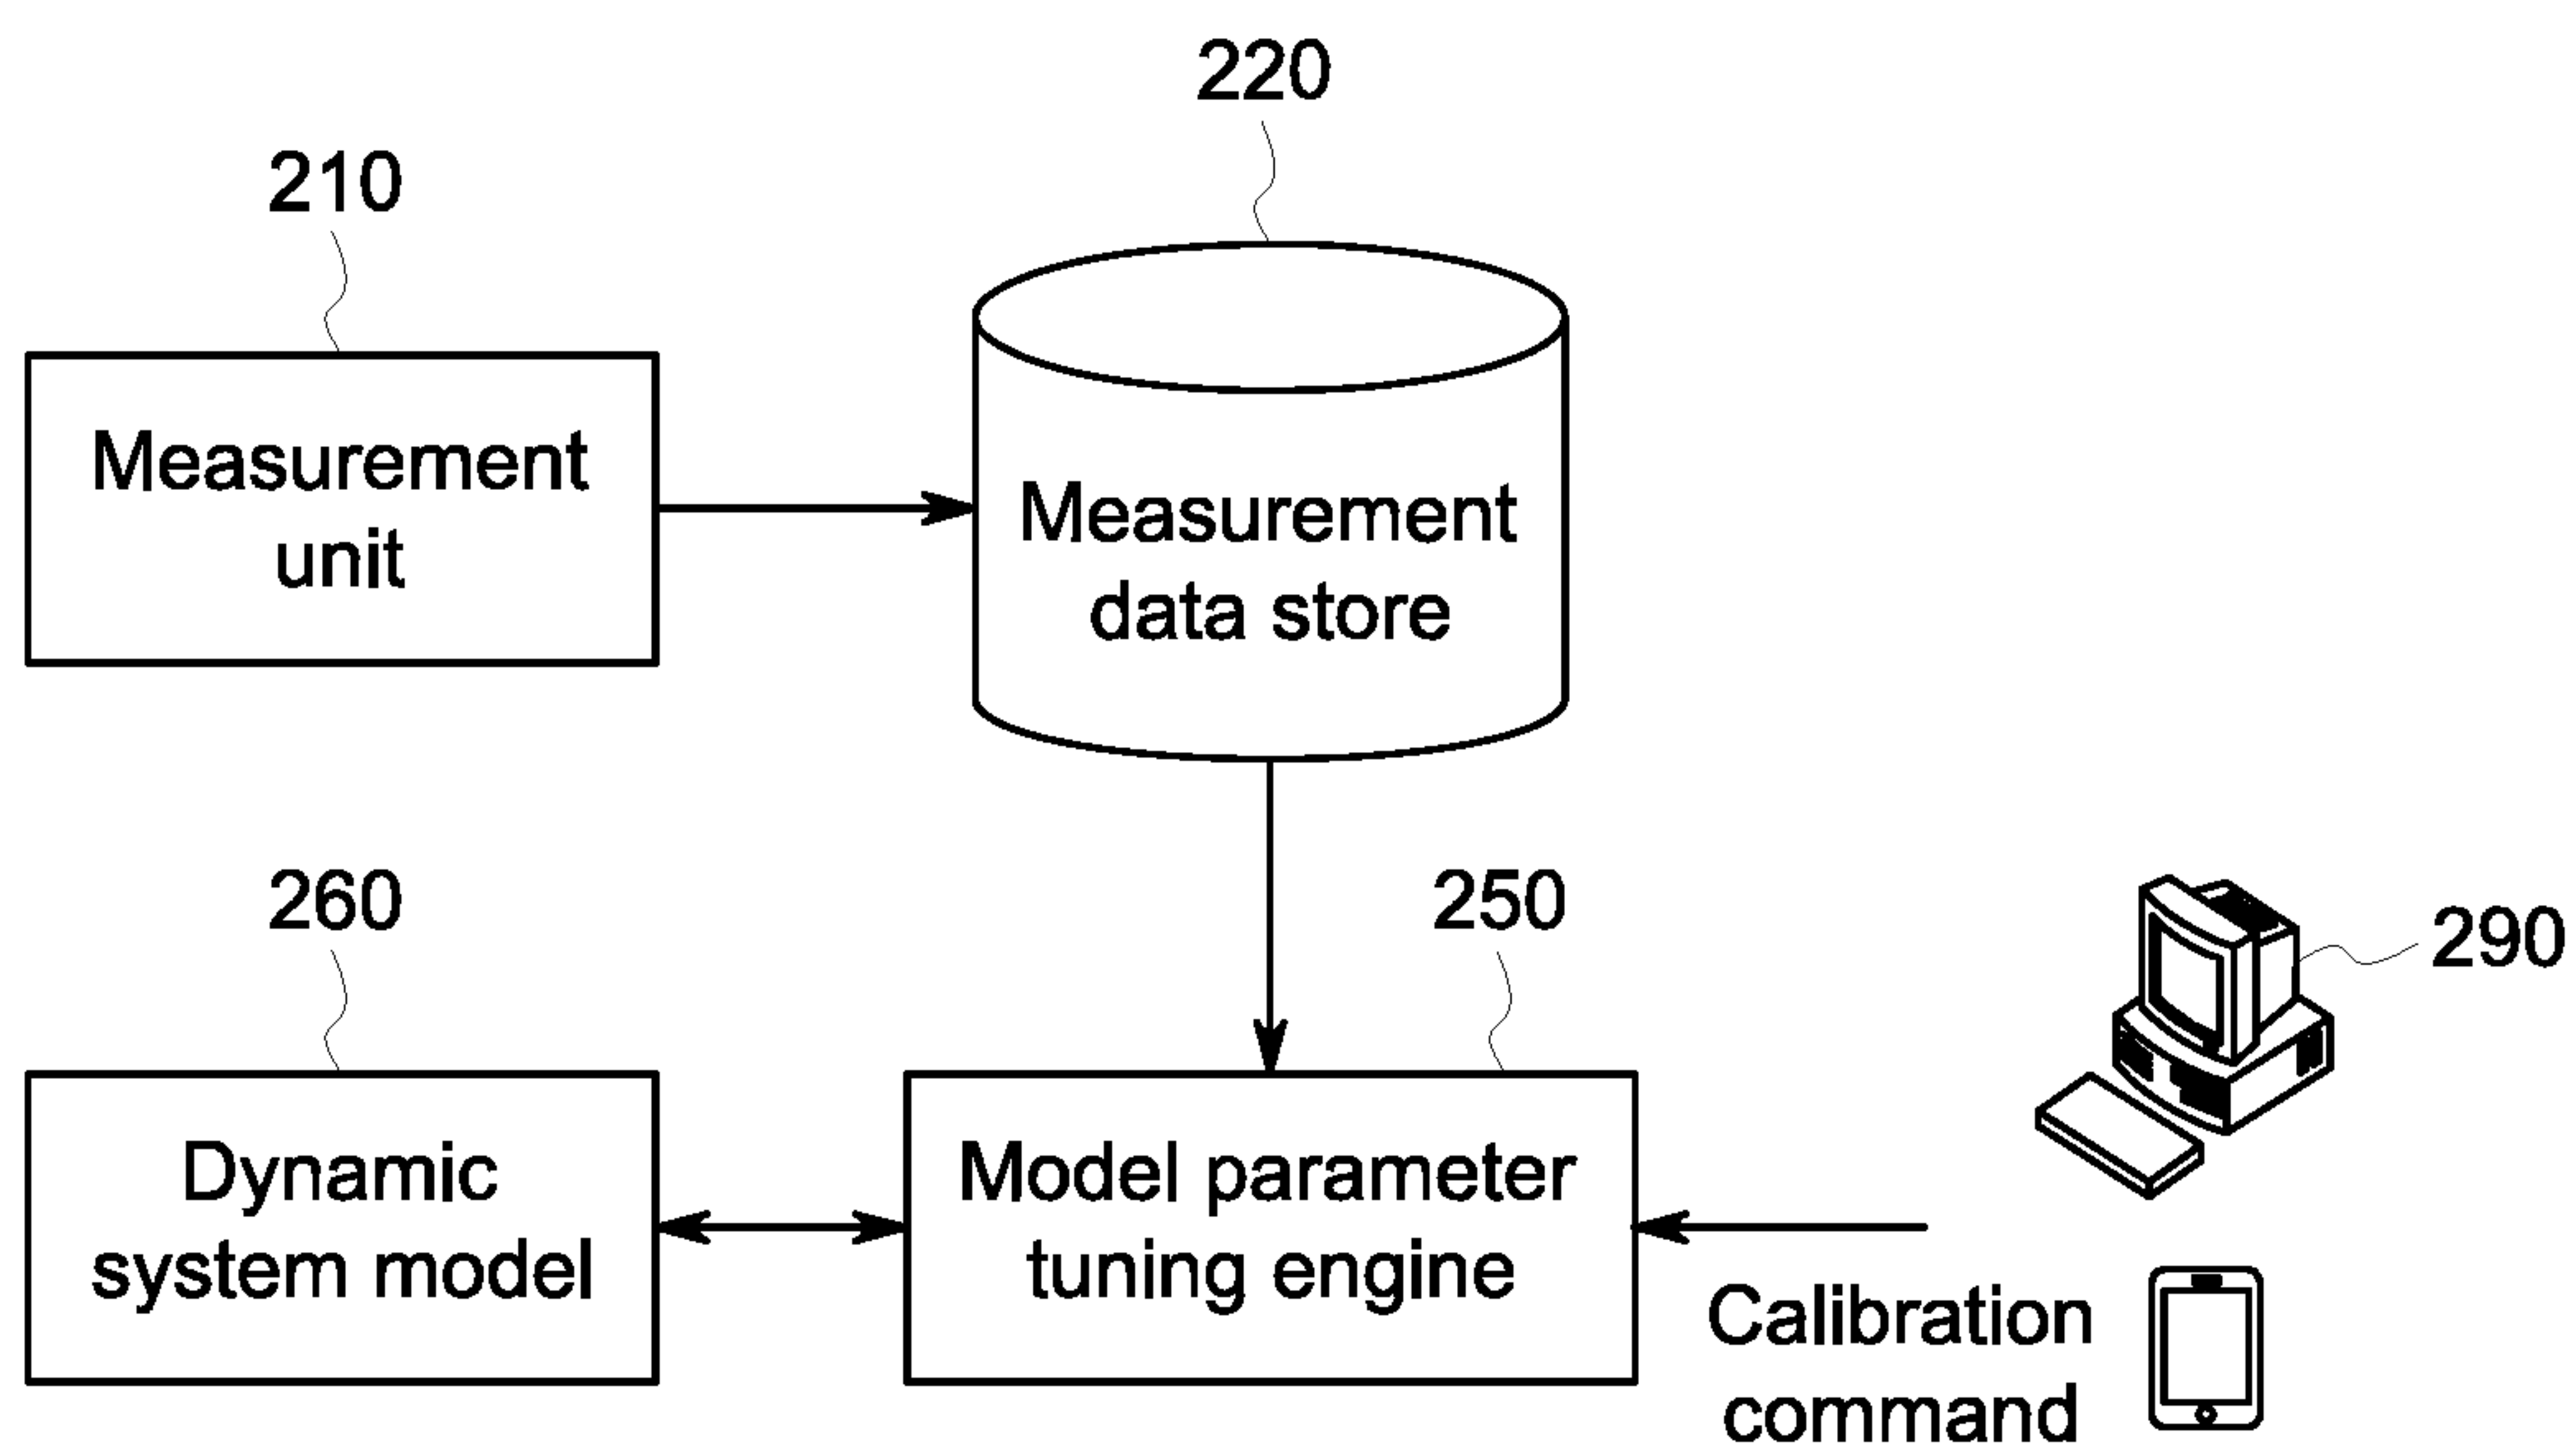 220
210
Measurement
unit
Measurement
data store
260
250
290
Dynamic
system model
Model parameter
tuning engine
Calibration
command